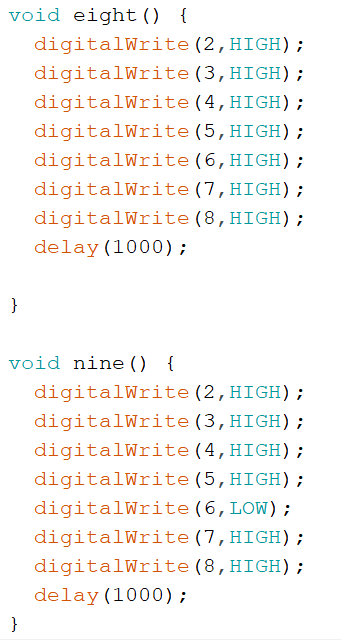 void eight() {
  digitalWrite(2,HIGH);
  digitalWrite(3,HIGH);
  digitalWrite(4,HIGH);
  digitalWrite(5,HIGH);
  digitalWrite(6,HIGH);
  digitalWrite(7,HIGH);
  digitalWrite(8,HIGH);
  delay(1000);

}

void nine() {
  digitalWrite(2,HIGH);
  digitalWrite(3,HIGH);
  digitalWrite(4,HIGH);
  digitalWrite(5,HIGH);
  digitalWrite(6,LOW);
  digitalWrite(7,HIGH);
  digitalWrite(8,HIGH);
  delay(1000);
}